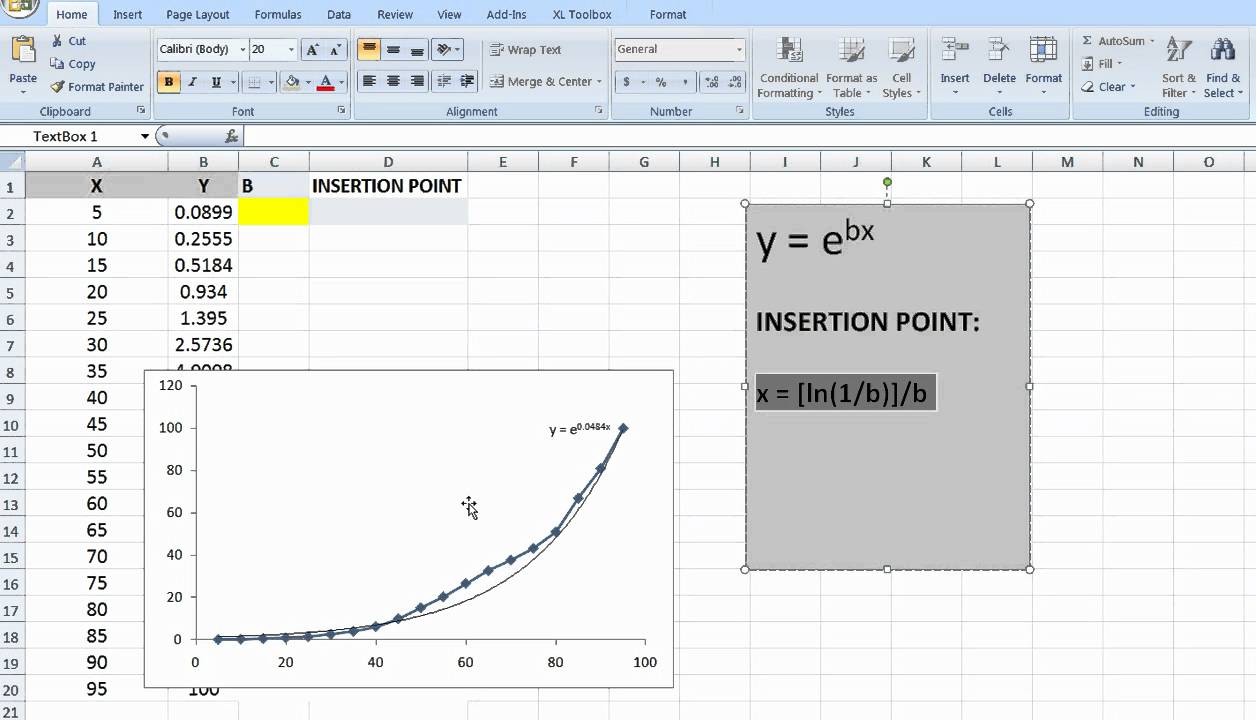 Home Insert Page Layout Formulas Data Review View Add-Ins XL Toolbox Format
Cut
Calibri (Body) 20
Wrap Text
General
AutoSum
Copy
Fill
Paste
Format Painter
B I U
Merge & Center
$ % ,
Conditional Formatting
Format as Table
Cell Styles
Insert Delete Format
Clear
Sort & Filter
Find & Select
Clipboard Font Alignment Number Styles Cells Editing
TextBox 1 fx
A B C D E F G H I J K L M N O
1 X Y B INSERTION POINT
2 5 0.0899
3 10 0.2555
4 15 0.5184
5 20 0.934
6 25 1.395
7 30 2.5736
8 35
9 40
10 45
11 50
12 55
13 60
14 65
15 70
16 75
17 80
18 85
19 90
20 95 100
21
120
100
80
60
40
20
0
0 20 40 60 80 100
y = e^0.0484x
y = e^bx
INSERTION POINT:
x = [ln(1/b)]/b